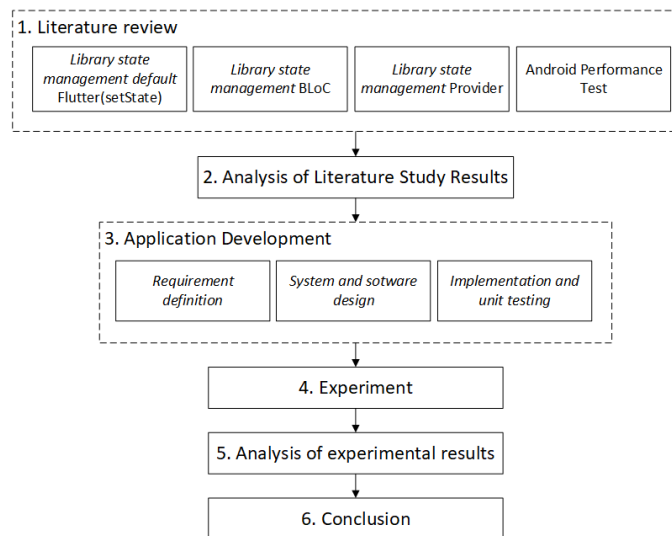 1. Literature review
Library state
management default
Flutter(setState)
Library state
management BLoC
Library state
management Provider
Android Performance
Test
2. Analysis of Literature Study Results
3. Application Development
Requirement
definition
System and sotware
design
Implementation and
unit testing
4. Experiment
5. Analysis of experimental results
6. Conclusion